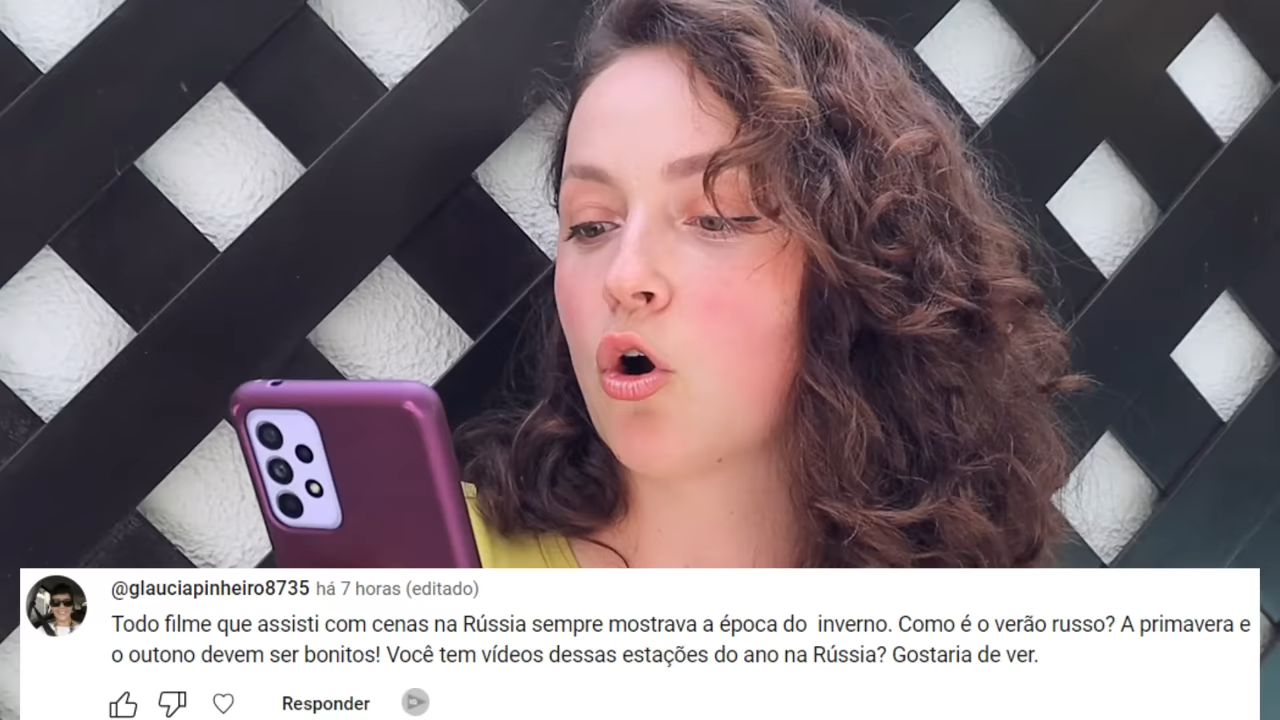 @glauciapinheiro8735 há 7 horas (editado)
Todo filme que assisti com cenas na Rússia sempre mostrava a época do  inverno. Como é o verão russo? A primavera e
o outono devem ser bonitos! Você tem vídeos dessas estações do ano na Rússia? Gostaria de ver.
Responder